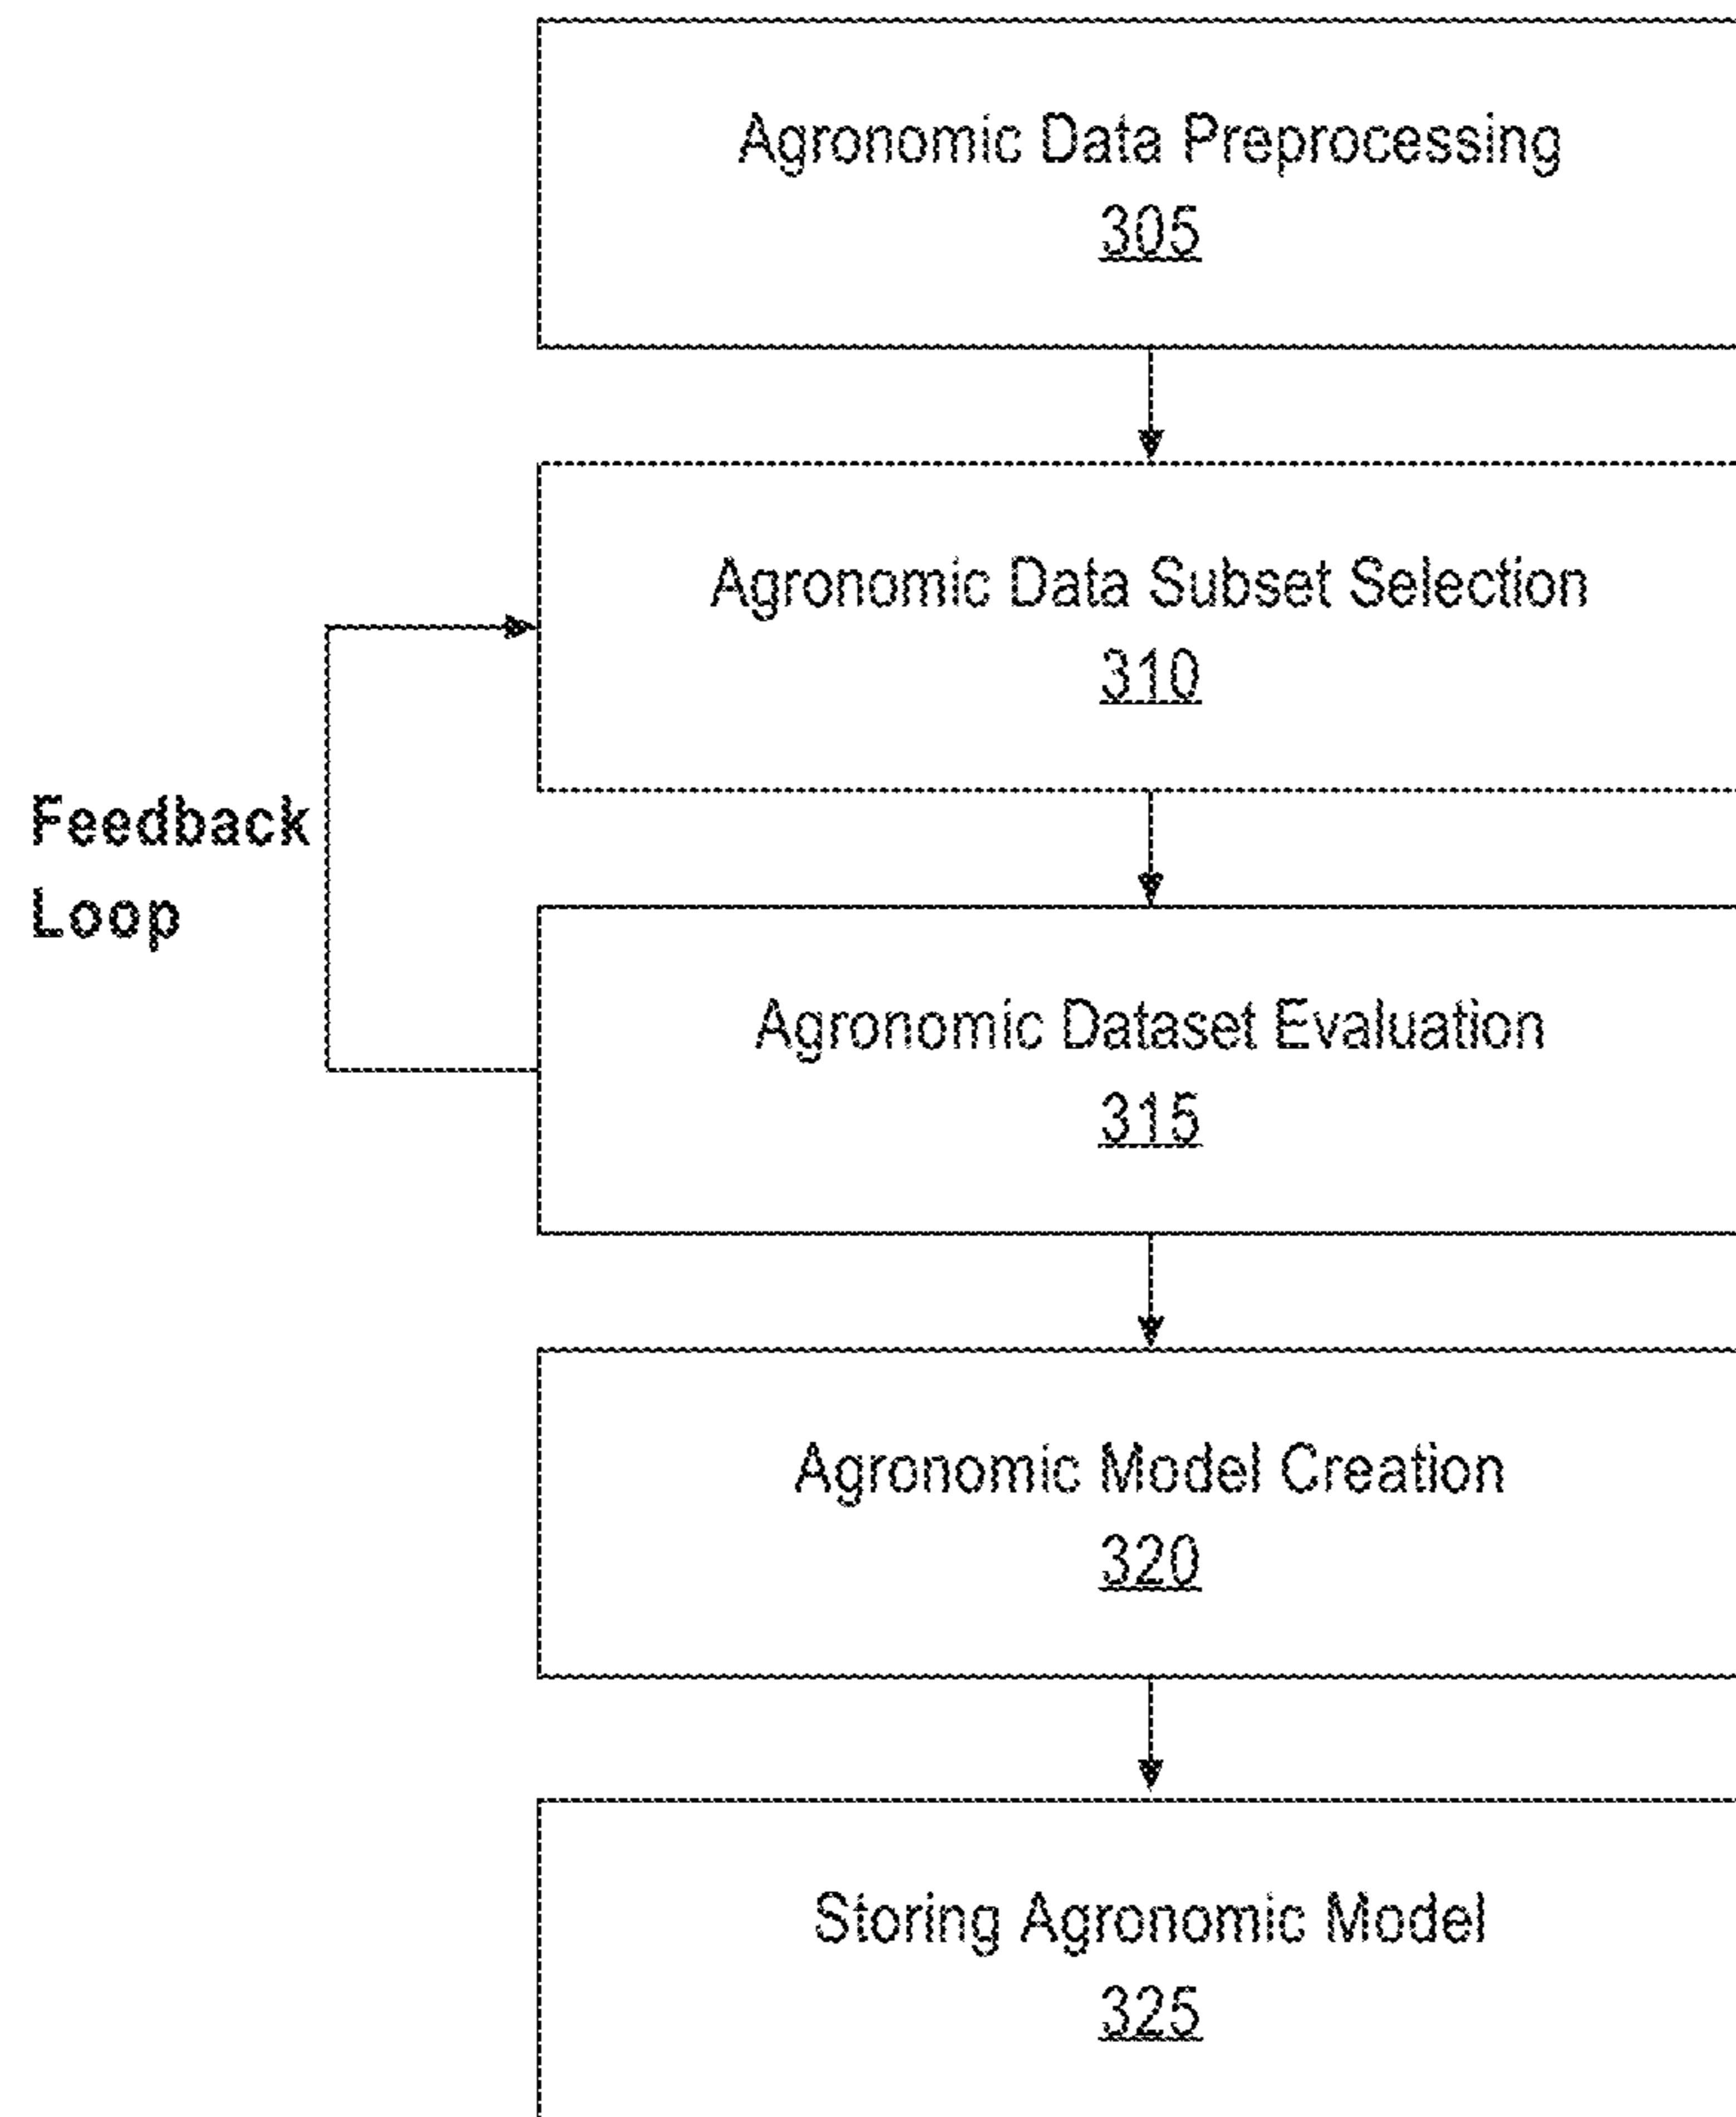 Agronomic Data Preprocessing
305
Agronomic Data Subset Selection
310
Feedback
Loop
Agronomic Dataset Evaluation
315
Agronomic Model Creation
320
Storing Agronomic Model
325